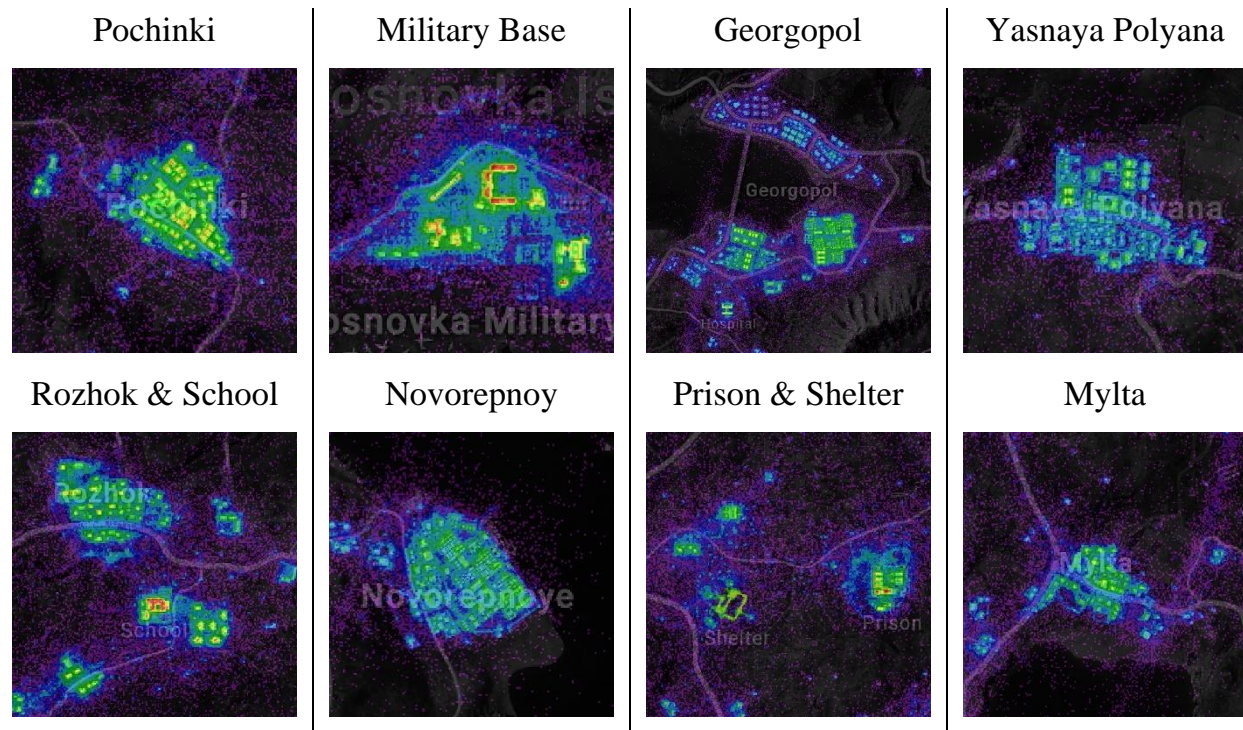 Pochinki
Military Base
Georgopol
Yasnaya Polyana
Pochinki
osnovka Is
osnovka Military
Georgopol
Hospital
Yasnaya Polyana
Rozhok & School
Novorepnoy
Prison & Shelter
Mylta
Rozhok
School
Novorepnoye
Shelter
Prison
Mylta